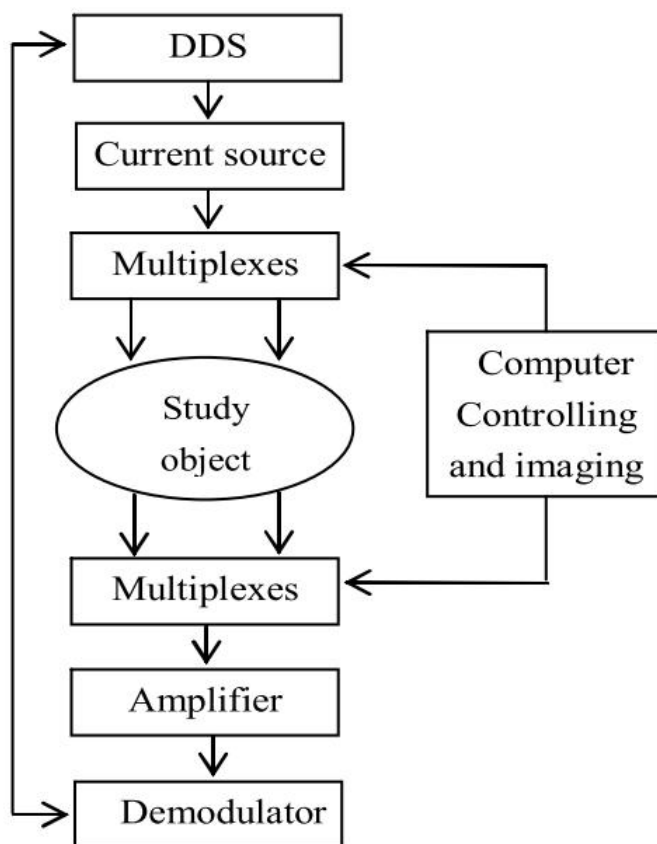 DDS
Current source
Multiplexes
Study
object
Computer
Controlling
and imaging
Multiplexes
Amplifier
Demodulator